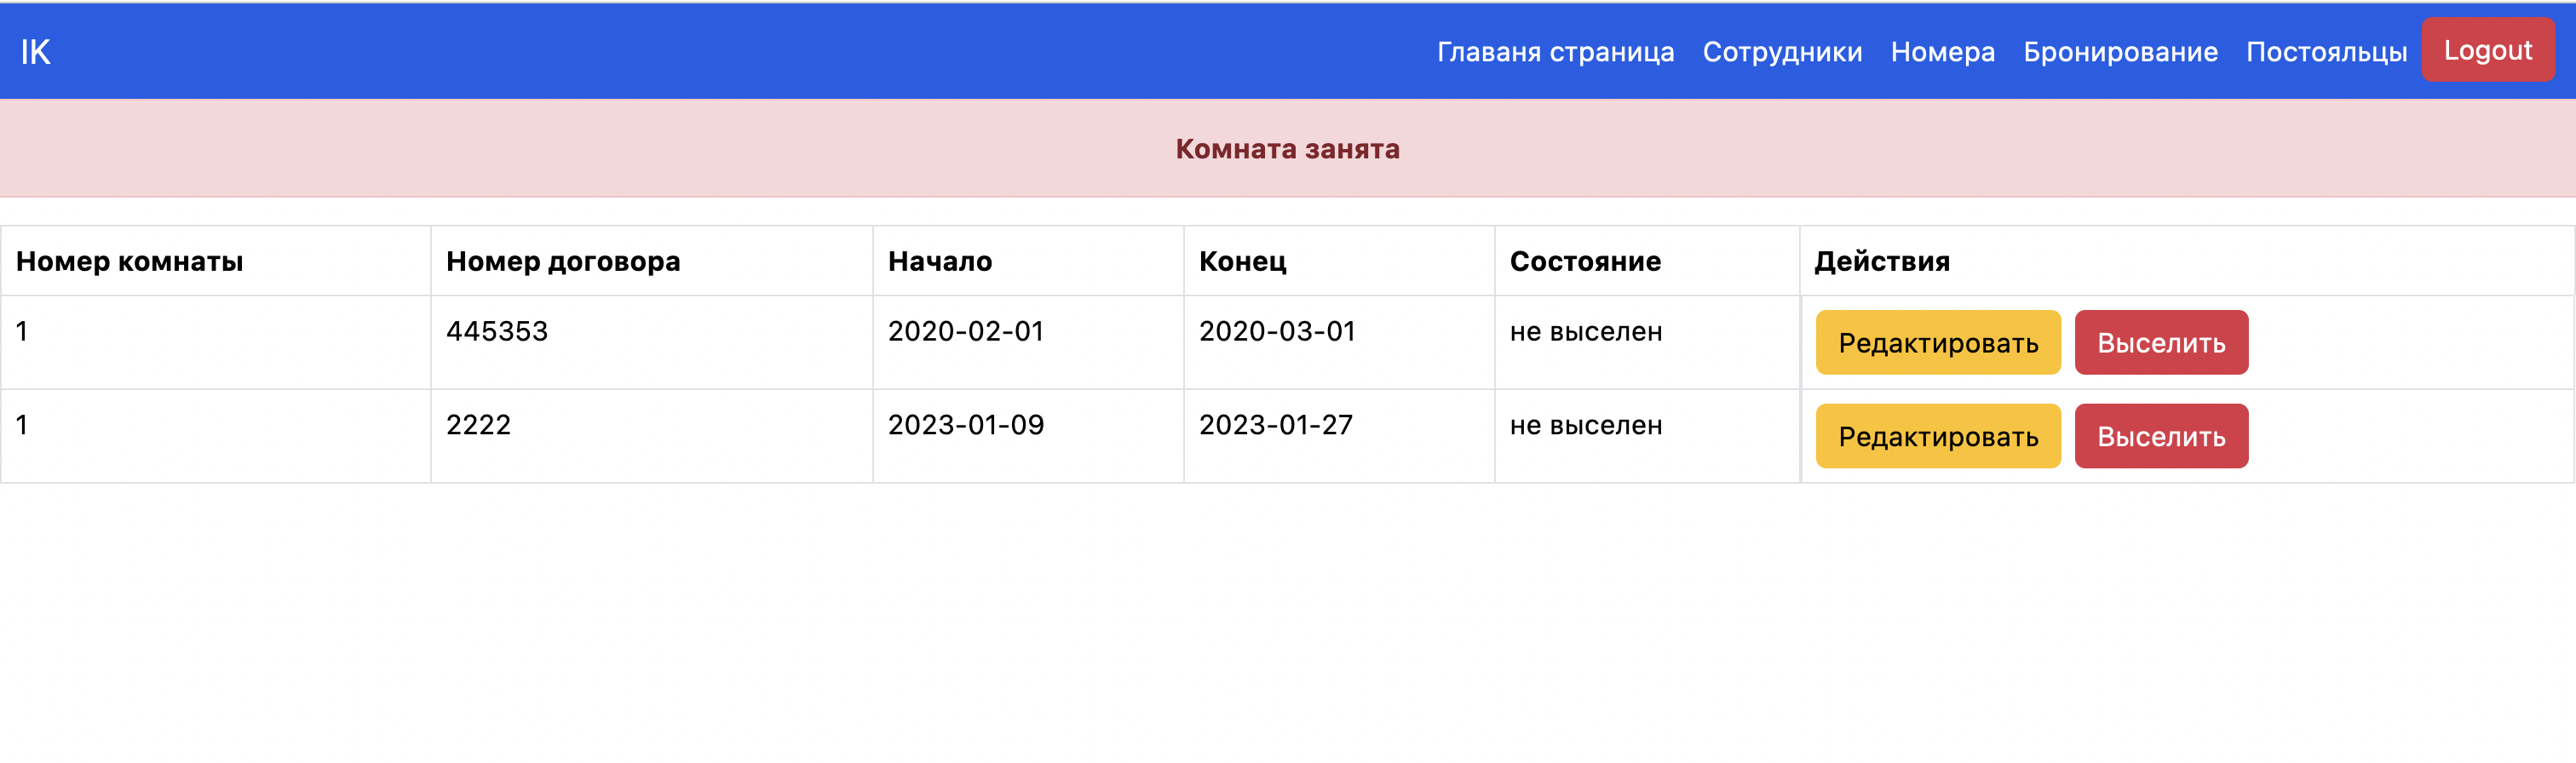 IK Главаня страница Сотрудники Номера Бронирование Постояльцы Logout
Комната занята
Номер комнаты Номер договора Начало Конец Состояние Действия
1 445353 2020-02-01 2020-03-01 не выселен Редактировать Выселить
1 2222 2023-01-09 2023-01-27 не выселен Редактировать Выселить